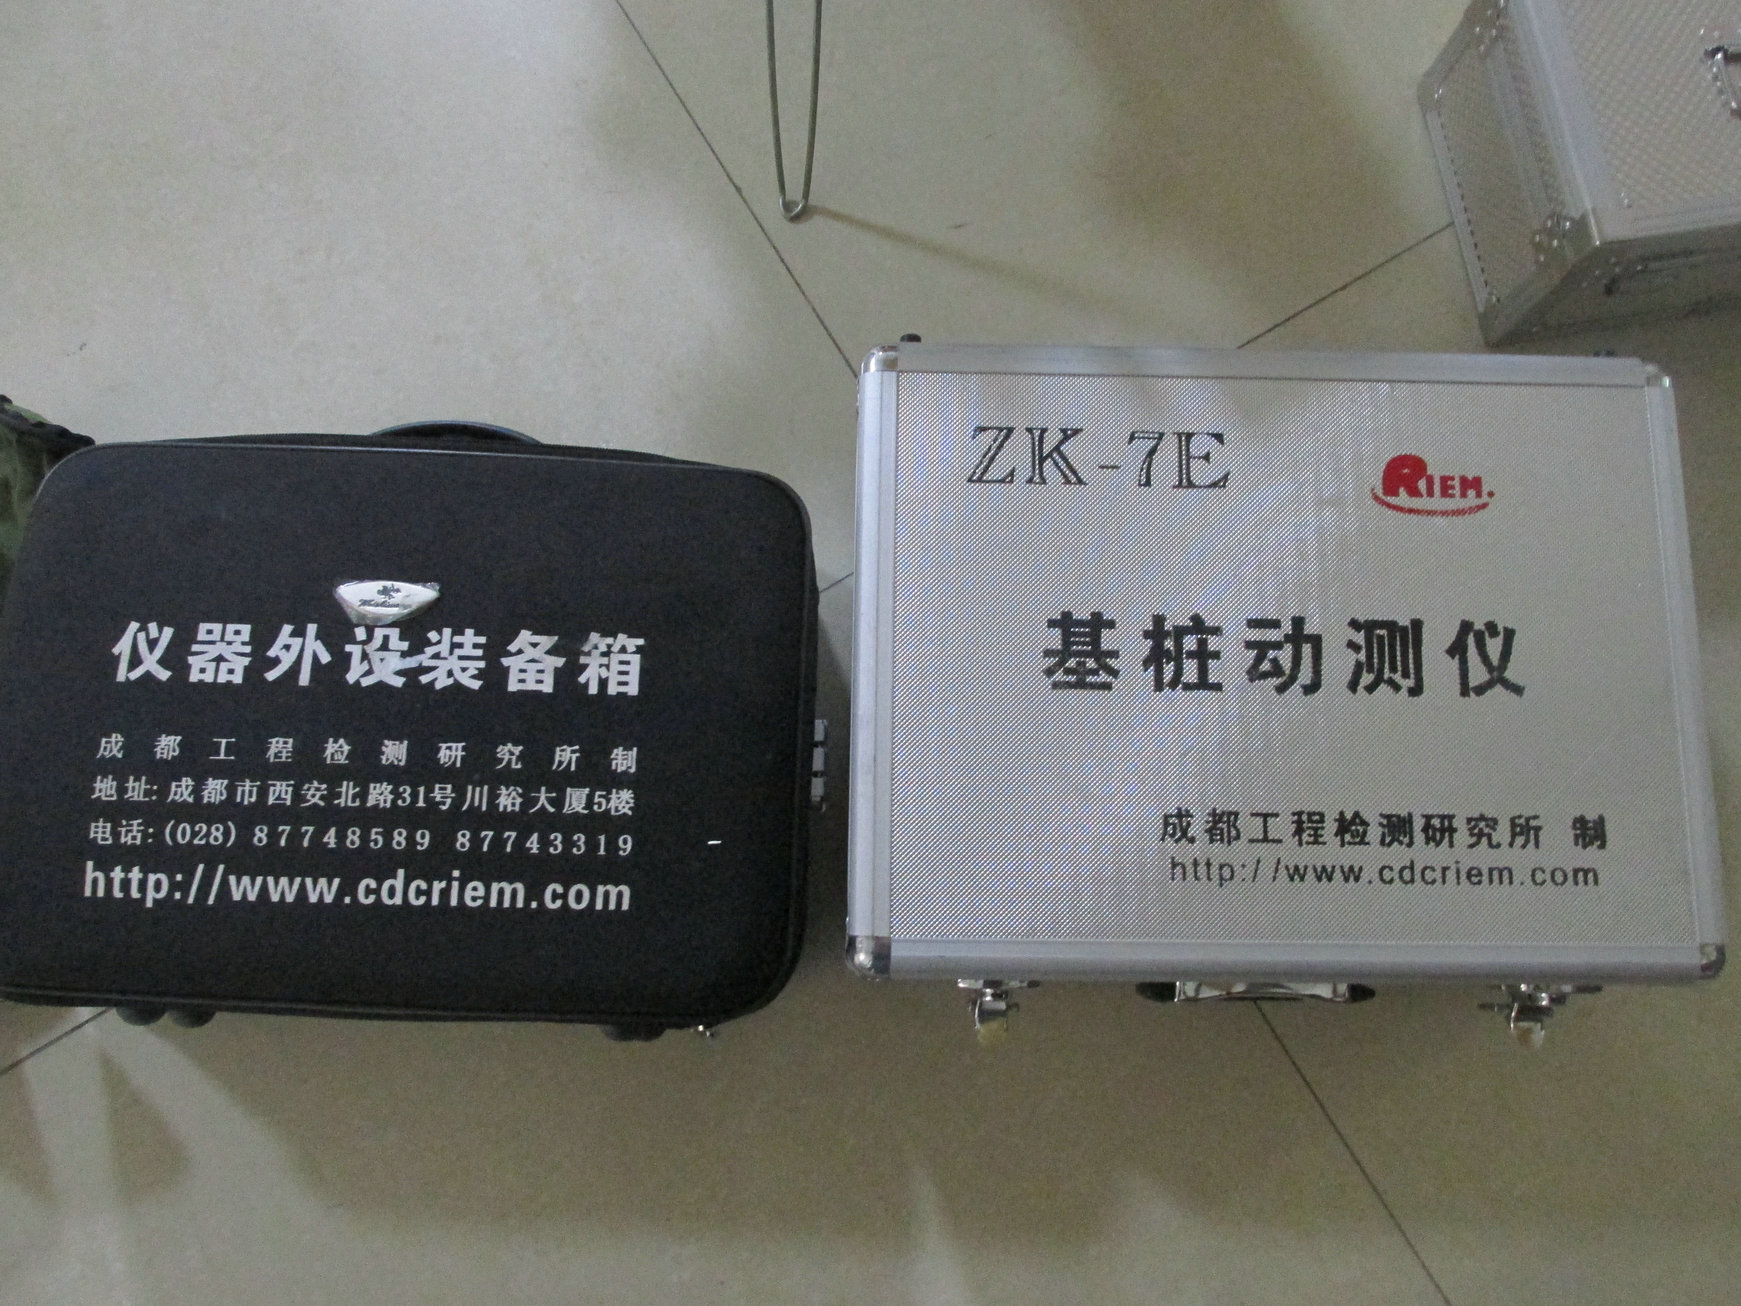 仪器外设装备箱
成都工程检测研究所制
地址:成都市西安北路31号川裕大厦5楼
电话:(028) 87748589 87743319
http://www.cdcriem.com
ZK-7E
RIEM.
基桩动测仪
成都工程检测研究所 制
http://www.cdcriem.com